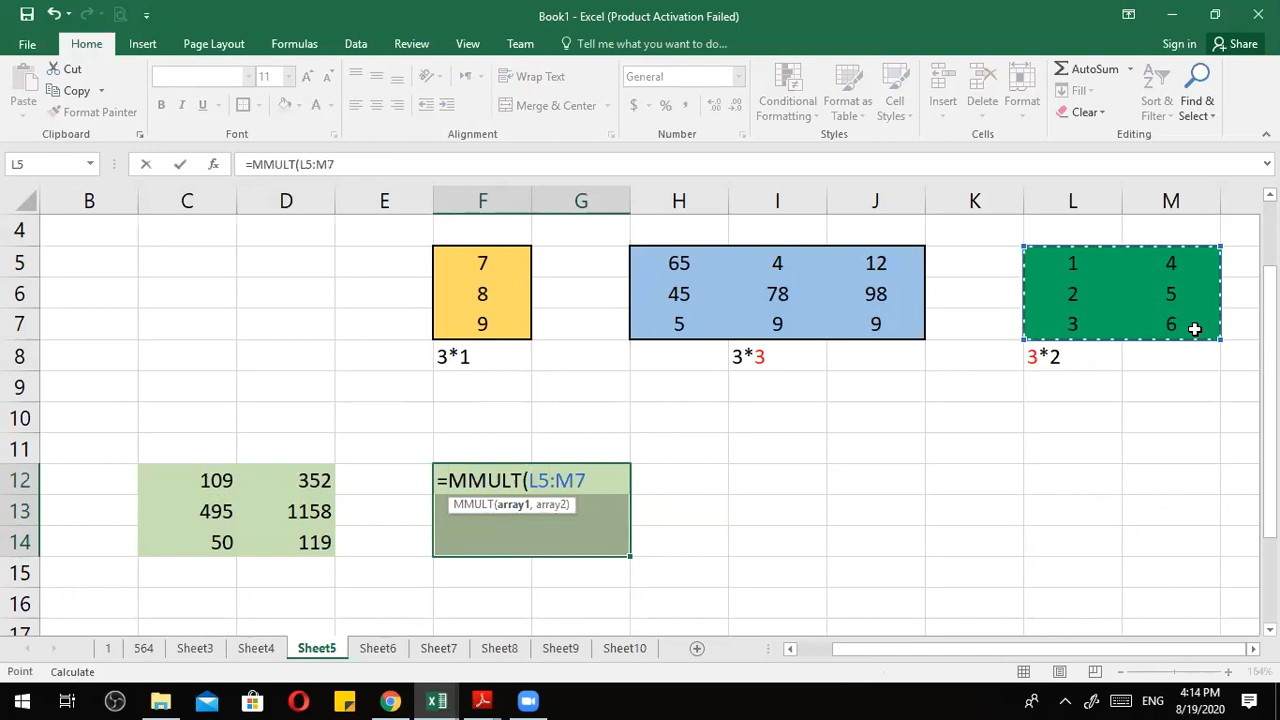 Book1 - Excel (Product Activation Failed)
File Home Insert Page Layout Formulas Data Review View Team Tell me what you want to do... Sign in Share
Paste
Cut
Copy
Format Painter
Clipboard
11
B I U
A A
Font
Wrap Text
Merge & Center
Alignment
General
$ % ,
Number
Conditional Formatting
Format as Table
Cell Styles
Styles
Insert Delete Format
Cells
AutoSum
Fill
Clear
Sort & Filter
Find & Select
Editing
L5 fx =MMULT(L5:M7
B C D E F G H I J K L M
4
5 7 65 4 12 1 4
6 8 45 78 98 2 5
7 9 5 9 9 3 6
8 3*1 3*3 3*2
9
10
11
12 109 352 =MMULT(L5:M7
MMULT(array1, array2)
13 495 1158
14 50 119
15
16
17
1 564 Sheet3 Sheet4 Sheet5 Sheet6 Sheet7 Sheet8 Sheet9 Sheet10
Point Calculate 164%
ENG
4:14 PM
8/19/2020